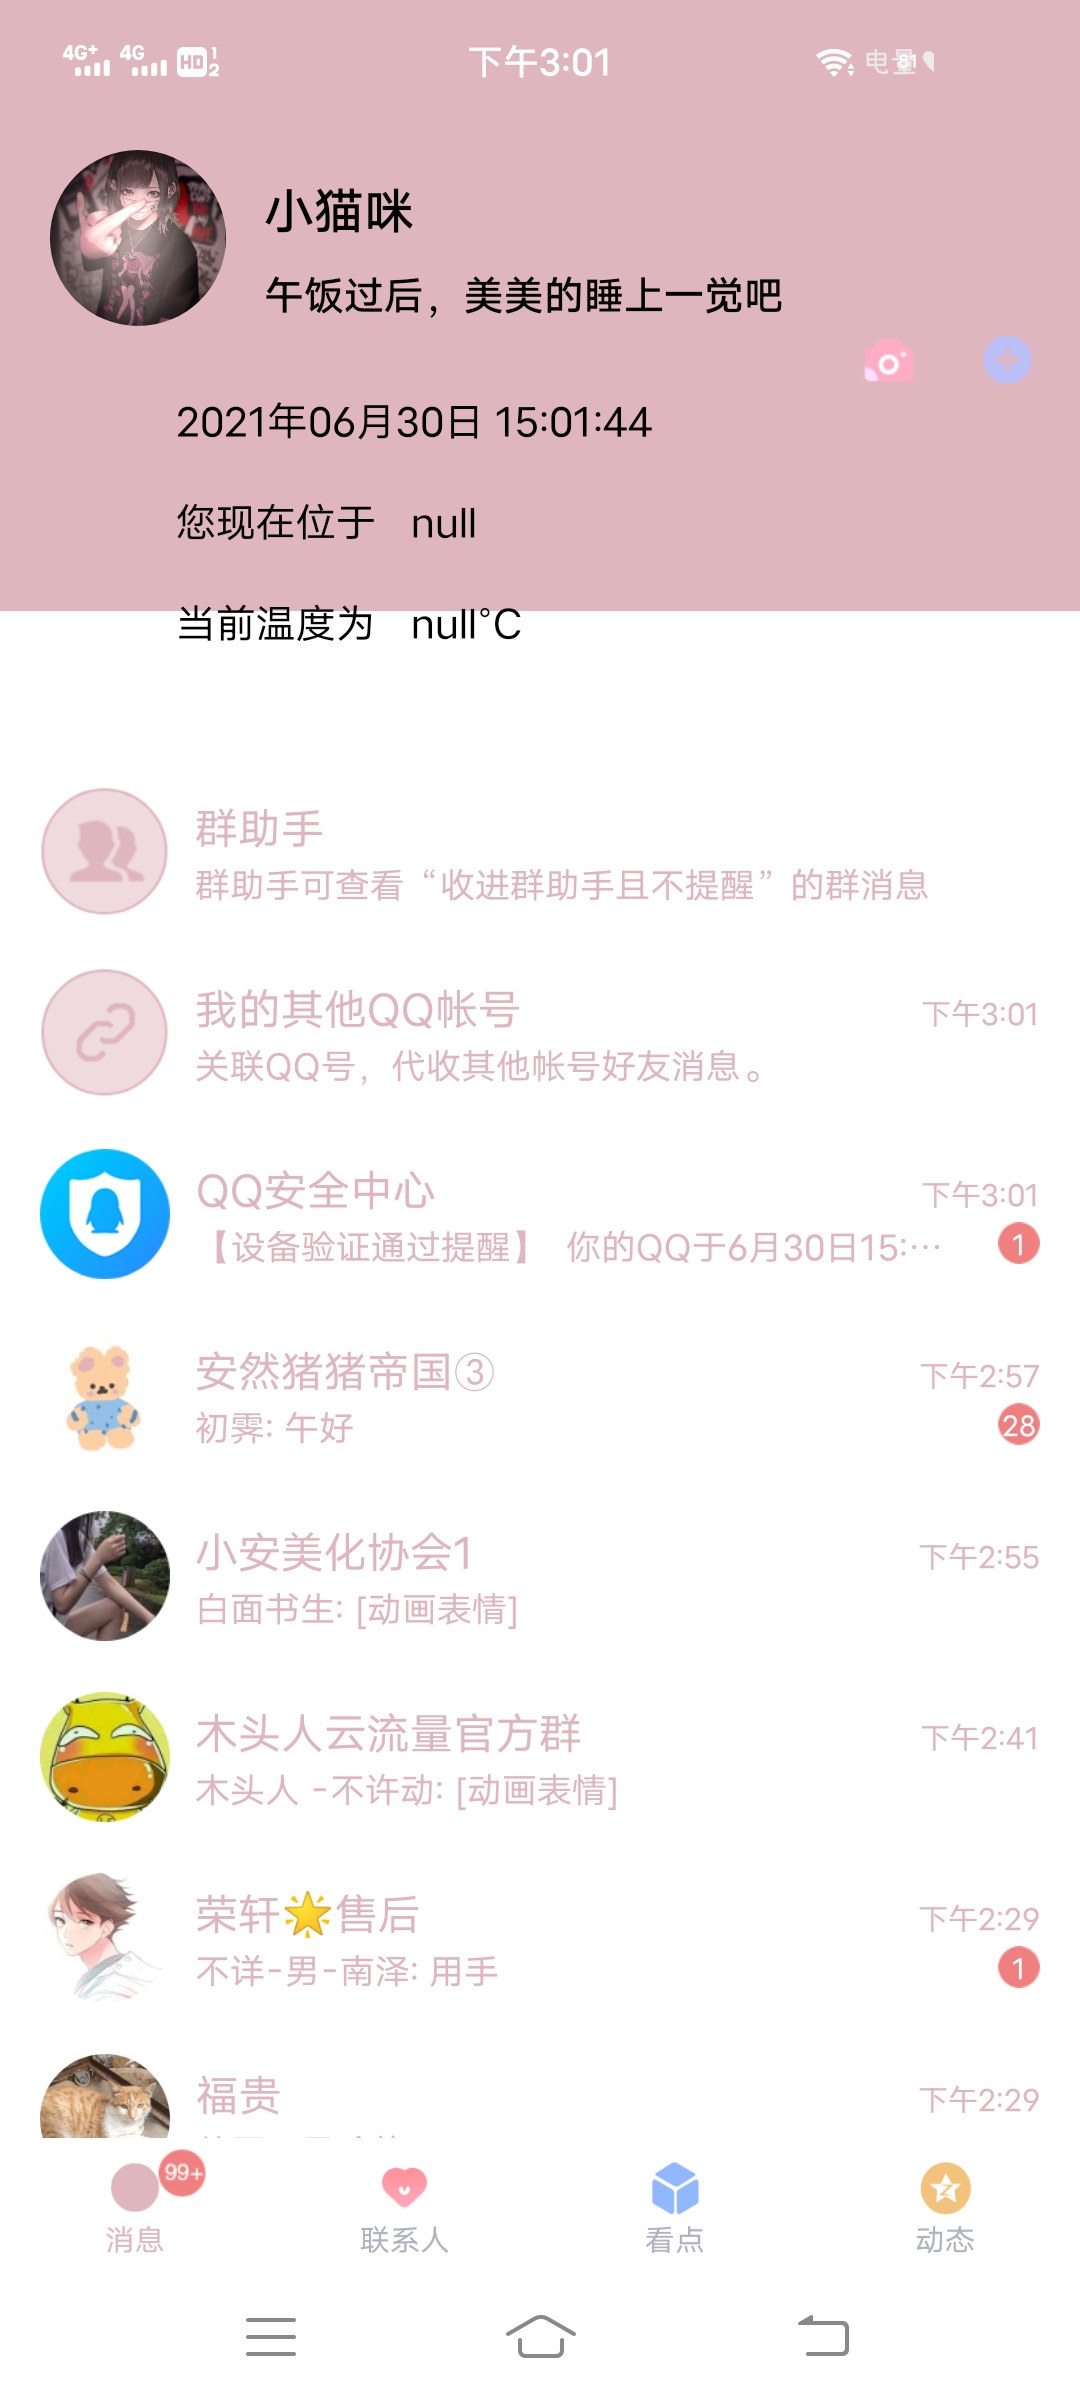 4G+ 4G HD 1 2 下午3:01 电量 81
小猫咪
午饭过后，美美的睡上一觉吧
2021年06月30日 15:01:44
您现在位于 null
当前温度为 null°C
群助手
群助手可查看“收进群助手且不提醒”的群消息
我的其他QQ帐号 下午3:01
关联QQ号，代收其他帐号好友消息。
QQ安全中心 下午3:01
【设备验证通过提醒】 你的QQ于6月30日15:… 1
安然猪猪帝国③ 下午2:57
初霁: 午好 28
小安美化协会1 下午2:55
白面书生: [动画表情]
木头人云流量官方群 下午2:41
木头人 -不许动: [动画表情]
荣轩🌟售后 下午2:29
不详-男-南泽: 用手 1
福贵 下午2:29
99+
消息 联系人 看点 动态